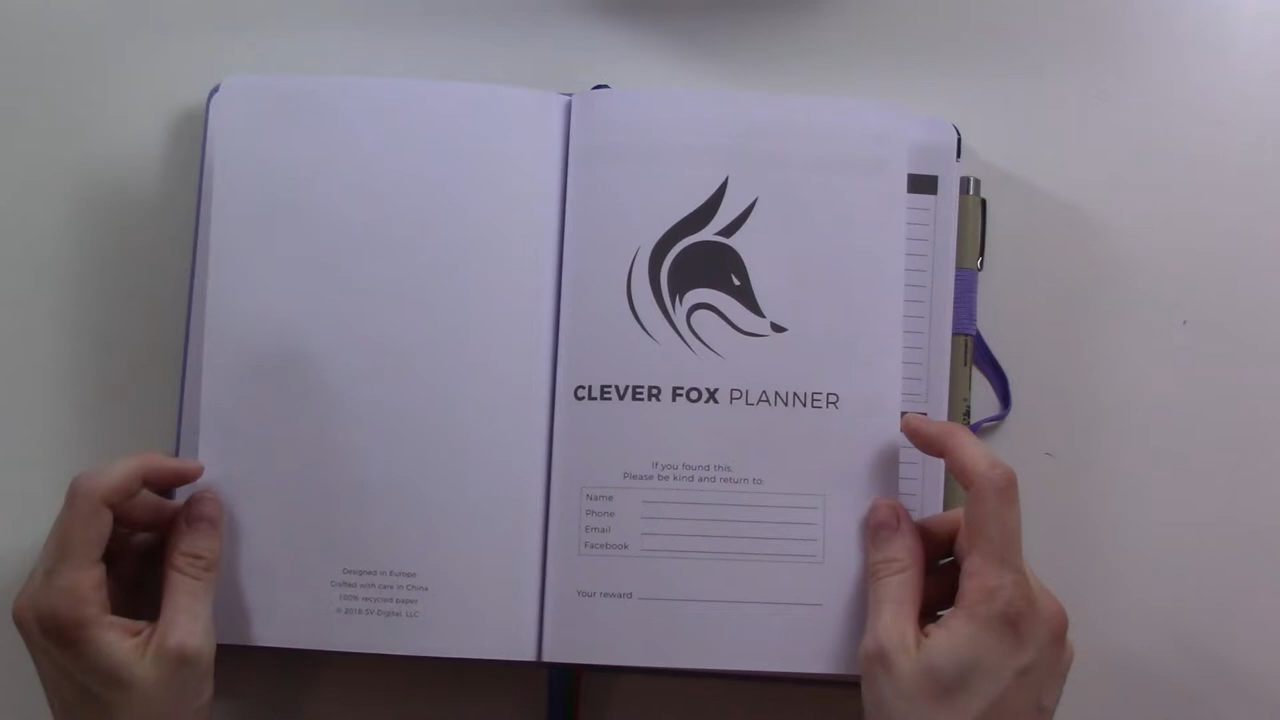 Designed in Europe
Crafted with care in China
100% recycled paper
© 2018 SV Digital, LLC
CLEVER FOX PLANNER
If you found this,
Please be kind and return to:
Name
Phone
Email
Facebook
Your reward